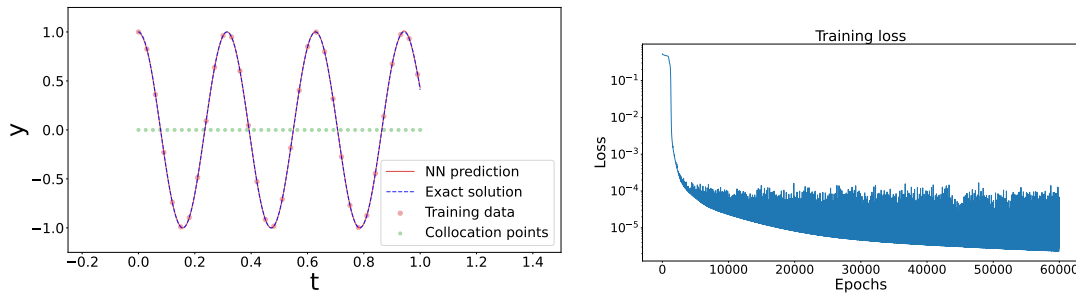 1.0
0.5
0.0
−0.5
−1.0
y
−0.2
0.0
0.2
0.4
0.6
0.8
1.0
1.2
1.4
t
NN prediction
Exact solution
Training data
Collocation points
Training loss
10⁻¹
10⁻²
10⁻³
10⁻⁴
10⁻⁵
Loss
0
10000
20000
30000
40000
50000
60000
Epochs